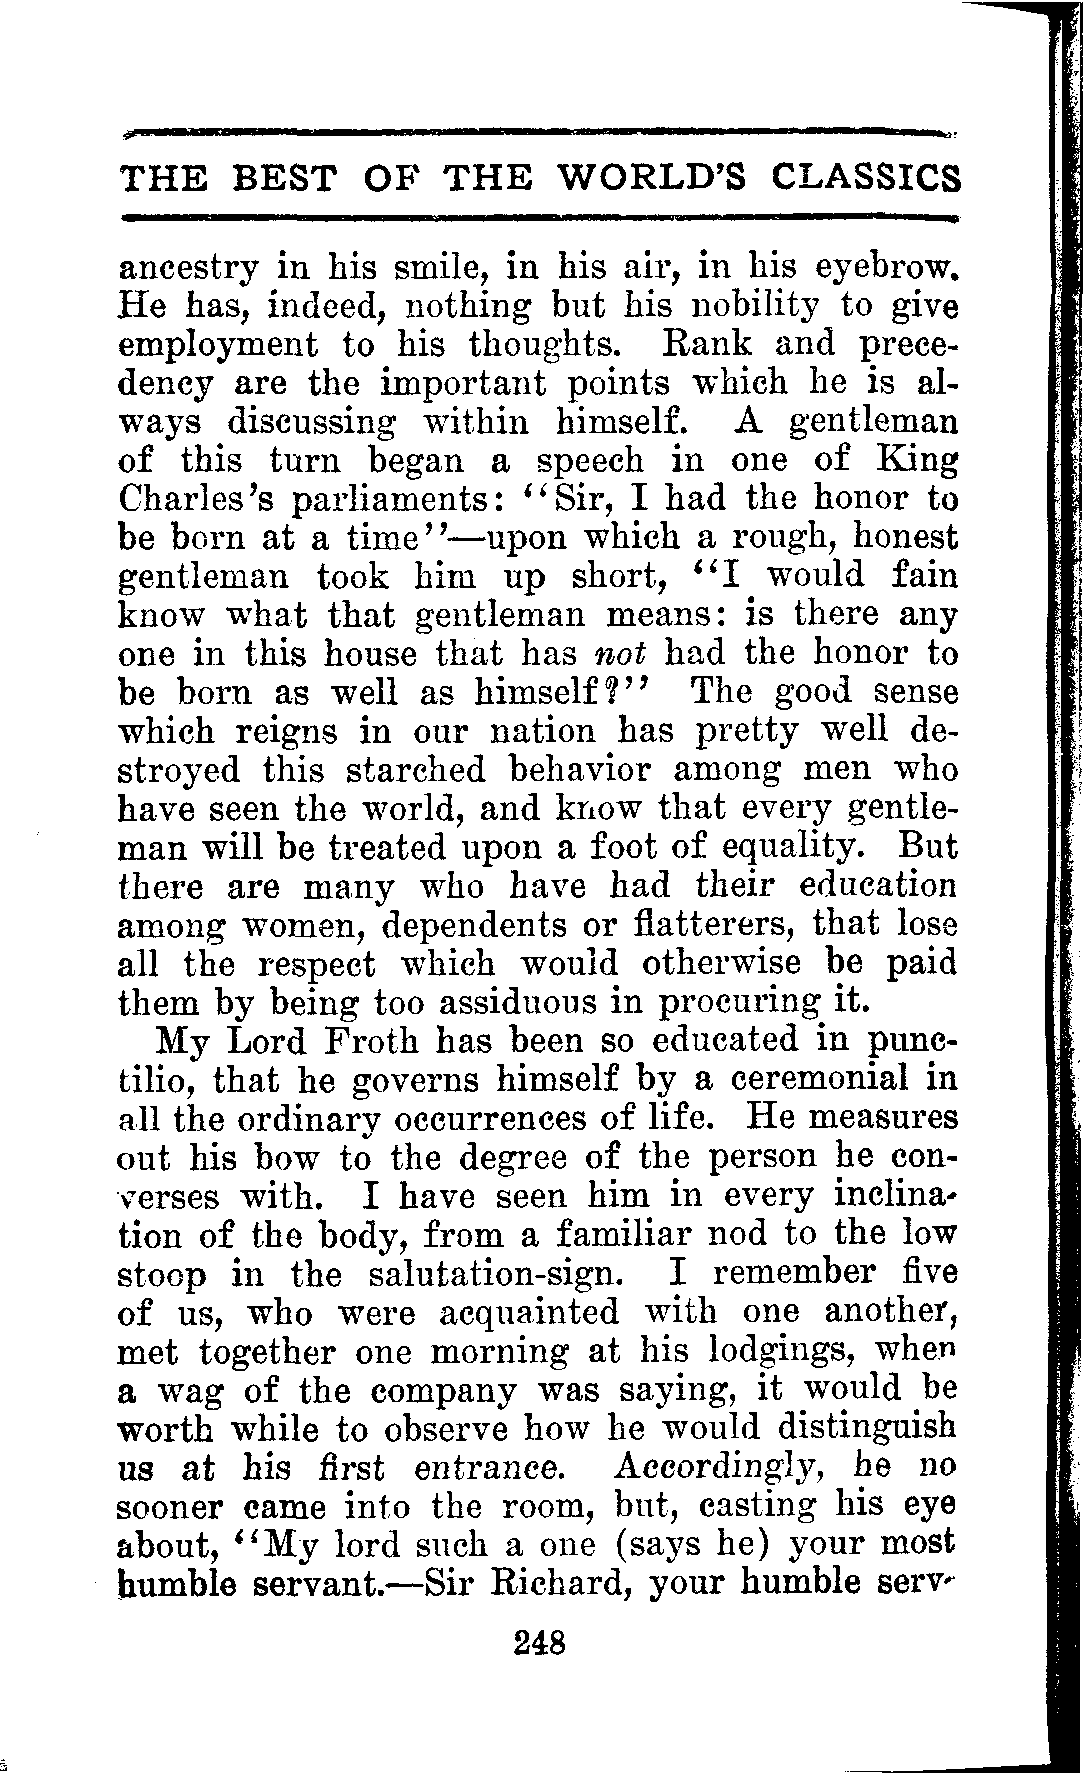 THE BEST OF THE WORLD'S CLASSICS
ancestry in his smile, in his air, in his eyebrow.
He has, indeed, nothing but his nobility to give
employment to his thoughts. Rank and prece-
dency are the important points which he is al-
ways discussing within himself. A gentleman
of this turn began a speech in one of King
Charles's parliaments: "Sir, I had the honor to
be born at a time"—upon which a rough, honest
gentleman took him up short, "I would fain
know what that gentleman means: is there any
one in this house that has not had the honor to
be born as well as himself?" The good sense
which reigns in our nation has pretty well de-
stroyed this starched behavior among men who
have seen the world, and know that every gentle-
man will be treated upon a foot of equality. But
there are many who have had their education
among women, dependents or flatterers, that lose
all the respect which would otherwise be paid
them by being too assiduous in procuring it.
My Lord Froth has been so educated in punc-
tilio, that he governs himself by a ceremonial in
all the ordinary occurrences of life. He measures
out his bow to the degree of the person he con-
verses with. I have seen him in every inclina-
tion of the body, from a familiar nod to the low
stoop in the salutation-sign. I remember five
of us, who were acquainted with one another,
met together one morning at his lodgings, when
a wag of the company was saying, it would be
worth while to observe how he would distinguish
us at his first entrance. Accordingly, he no
sooner came into the room, but, casting his eye
about, "My lord such a one (says he) your most
humble servant.—Sir Richard, your humble serv-
248